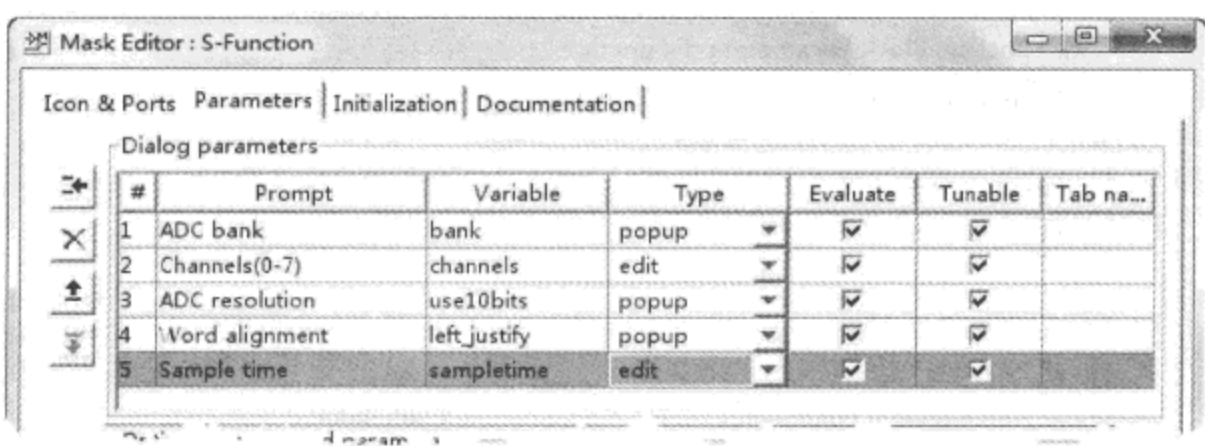 Mask Editor : S-Function
Icon & Ports Parameters Initialization Documentation
Dialog parameters
# Prompt Variable Type Evaluate Tunable Tab na...
1 ADC bank bank popup
2 Channels(0-7) channels edit
3 ADC resolution use10bits popup
4 Word alignment left_justify popup
5 Sample time sampletime edit